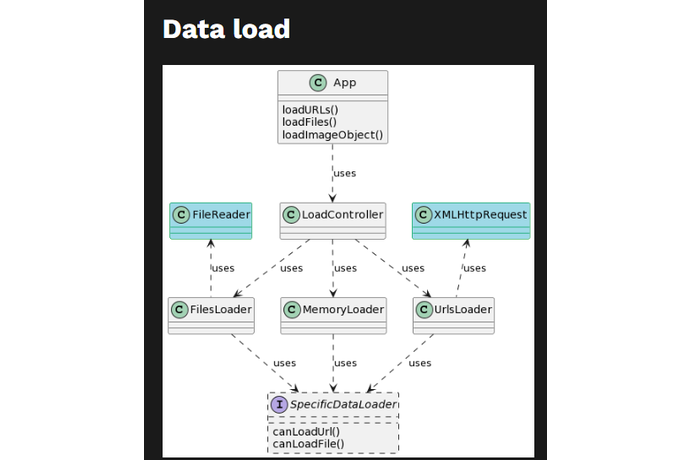 Data load
C App
loadURLs()
loadFiles()
loadImageObject()
uses
C FileReader
C LoadController
C XMLHttpRequest
uses
uses
uses
uses
uses
C FilesLoader
C MemoryLoader
C UrlsLoader
uses
uses
uses
I SpecificDataLoader
canLoadUrl()
canLoadFile()